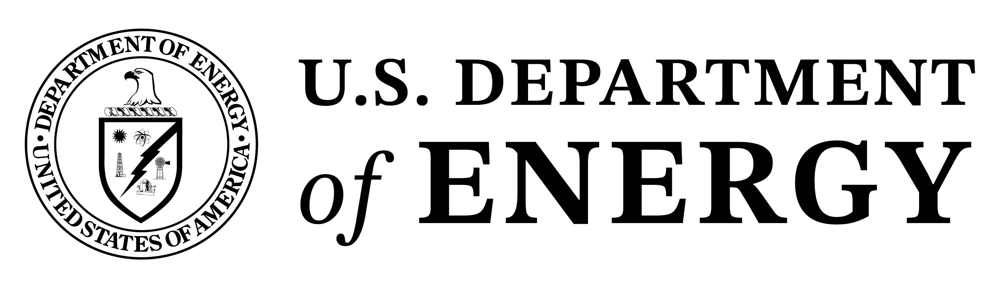 DEPARTMENT OF ENERGY
UNITED STATES OF AMERICA
U.S. DEPARTMENT
of ENERGY